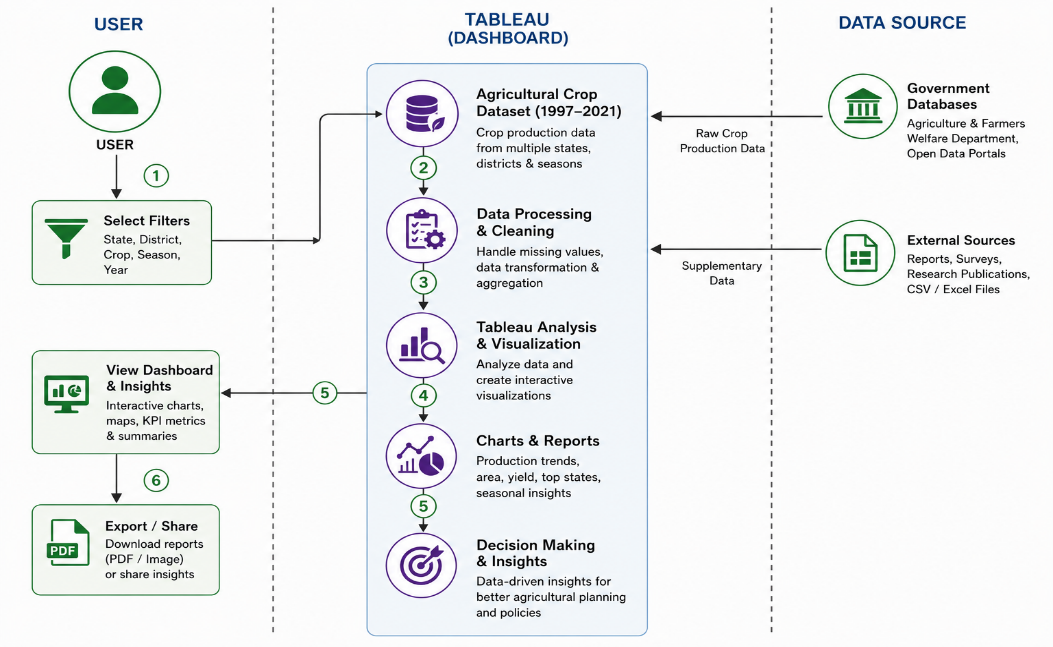 USER
USER
1
Select Filters
State, District,
Crop, Season,
Year
View Dashboard
& Insights
Interactive charts,
maps, KPI metrics
& summaries
6
PDF
Export / Share
Download reports
(PDF / Image)
or share insights
5
TABLEAU
(DASHBOARD)
Agricultural Crop
Dataset (1997–2021)
Crop production data
from multiple states,
districts & seasons
2
Data Processing
& Cleaning
Handle missing values,
data transformation &
aggregation
3
Tableau Analysis
& Visualization
Analyze data and
create interactive
visualizations
4
Charts & Reports
Production trends,
area, yield, top states,
seasonal insights
5
Decision Making
& Insights
Data-driven insights for
better agricultural planning
and policies
DATA SOURCE
Raw Crop
Production Data
Government
Databases
Agriculture & Farmers
Welfare Department,
Open Data Portals
Supplementary
Data
External Sources
Reports, Surveys,
Research Publications,
CSV / Excel Files